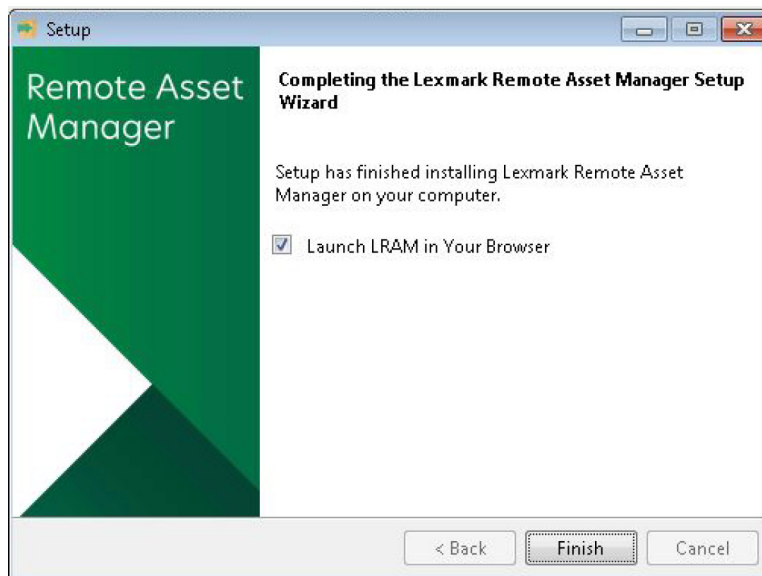 Setup
Remote Asset
Manager
Completing the Lexmark Remote Asset Manager Setup
Wizard
Setup has finished installing Lexmark Remote Asset
Manager on your computer.
Launch LRAM in Your Browser
< Back
Finish
Cancel